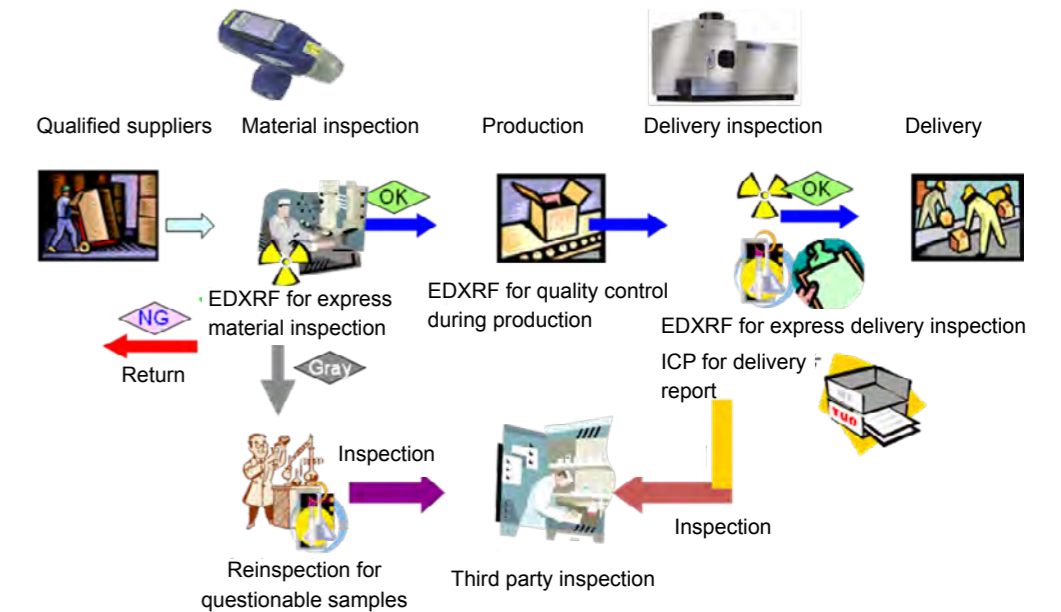 Qualified suppliers
Material inspection
Production
Delivery inspection
Delivery
OK
OK
EDXRF for express
material inspection
EDXRF for quality control
during production
EDXRF for express delivery inspection
ICP for delivery
report
NG
Return
Gray
Inspection
Inspection
Reinspection for
questionable samples
Third party inspection